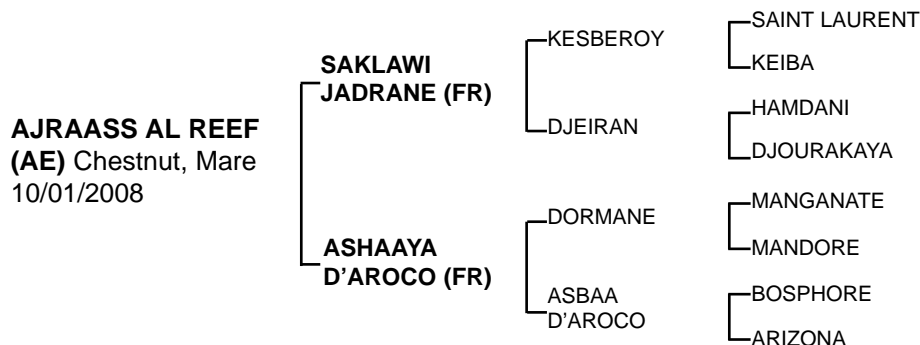 AJRAASS AL REEF
(AE) Chestnut, Mare
10/01/2008
SAKLAWI
JADRANE (FR)
ASHAAYA
D'AROCO (FR)
KESBEROY
DJEIRAN
DORMANE
ASBAA
D'AROCO
SAINT LAURENT
KEIBA
HAMDANI
DJOURAKAYA
MANGANATE
MANDORE
BOSPHORE
ARIZONA